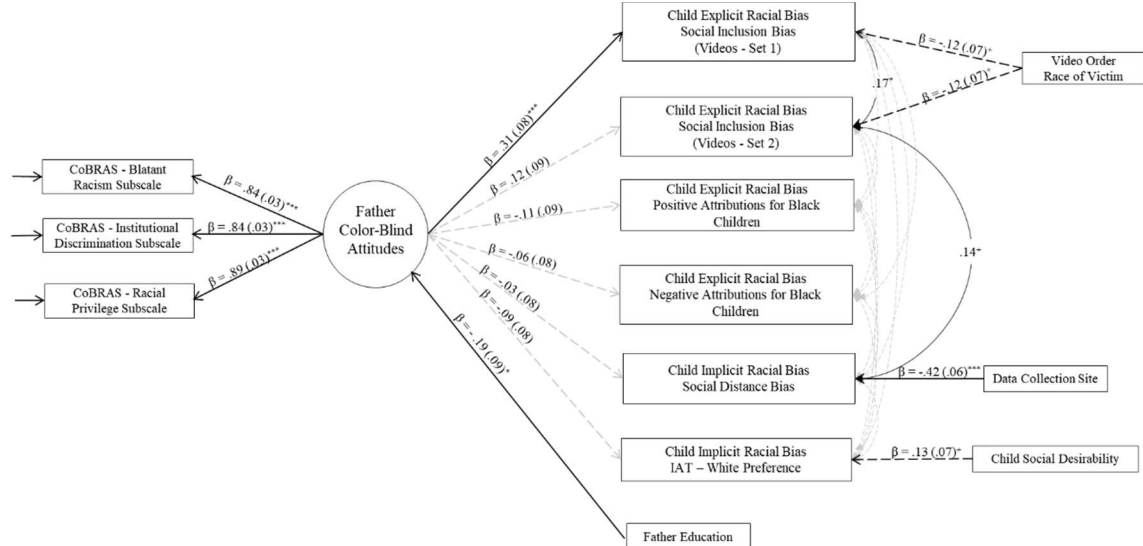 Child Explicit Racial Bias
Social Inclusion Bias
(Videos - Set 1)
β = -.12 (.07)⁺
Video Order
Race of Victim
.17*
β = -.12 (.07)⁺
Child Explicit Racial Bias
Social Inclusion Bias
(Videos - Set 2)
β = .31 (.08)***
β = .12 (.09)
CoBRAS - Blatant
Racism Subscale
β = .84 (.03)***
Father
Color-Blind
Attitudes
Child Explicit Racial Bias
Positive Attributions for Black
Children
β = -.11 (.09)
CoBRAS - Institutional
Discrimination Subscale
β = .84 (.03)***
.14⁺
β = -.06 (.08)
Child Explicit Racial Bias
Negative Attributions for Black
Children
CoBRAS - Racial
Privilege Subscale
β = .89 (.03)***
β = -.03 (.08)
β = -.09 (.08)
Child Implicit Racial Bias
Social Distance Bias
β = -.42 (.06)***
Data Collection Site
β = -.19 (.09)*
Child Implicit Racial Bias
IAT – White Preference
β = .13 (.07)⁺
Child Social Desirability
Father Education